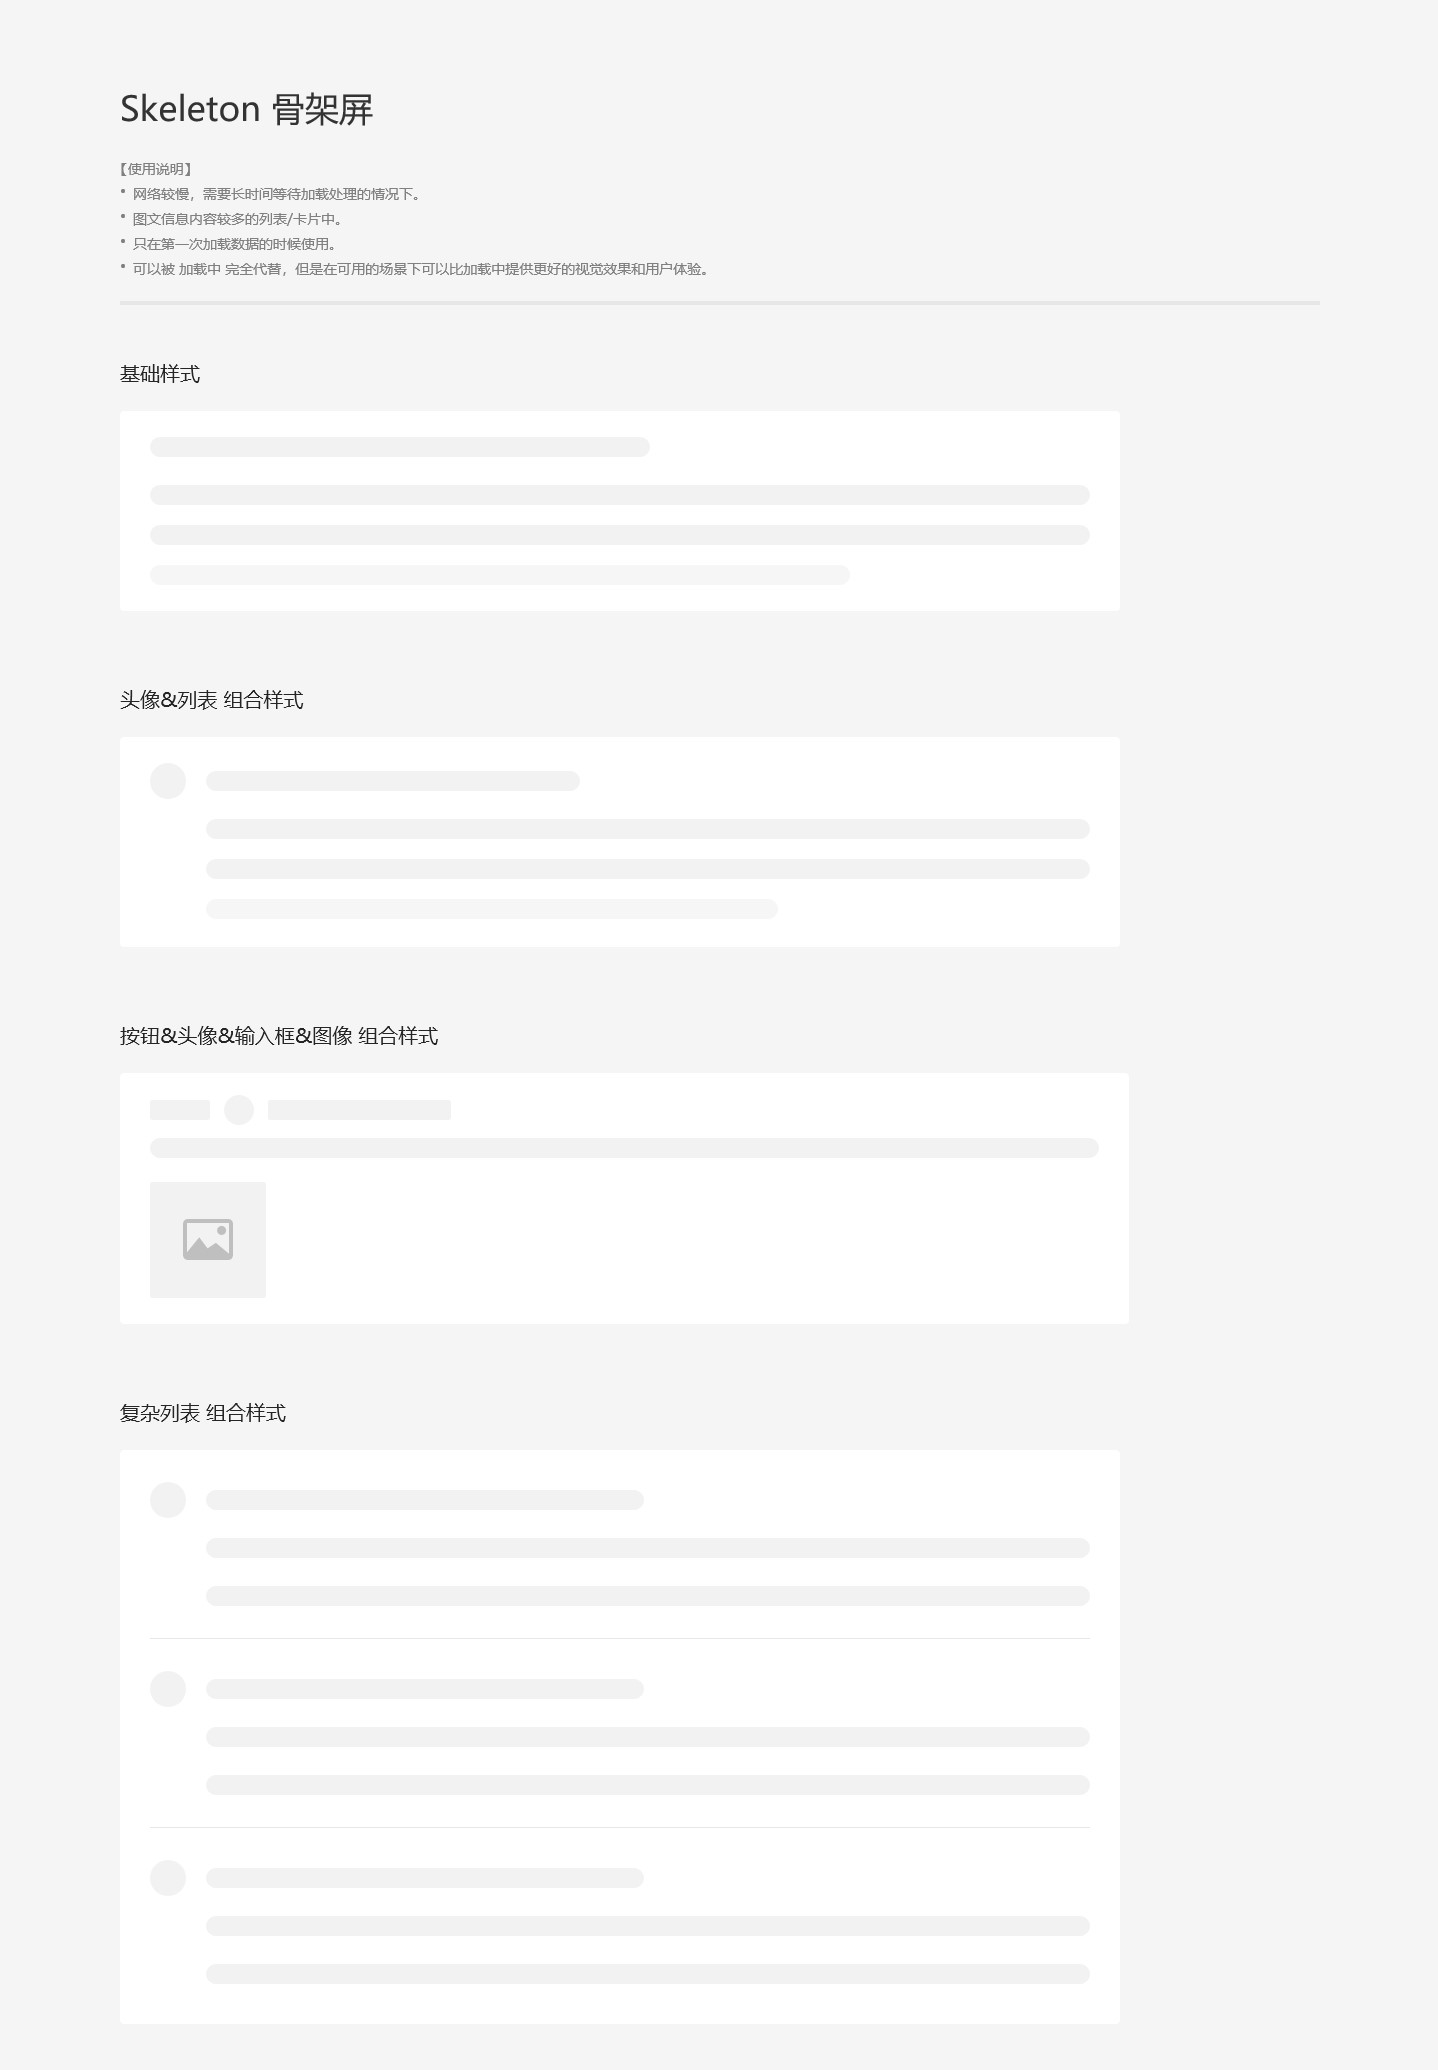 Skeleton 骨架屏
【使用说明】
• 网络较慢，需要长时间等待加载处理的情况下。
• 图文信息内容较多的列表/卡片中。
• 只在第一次加载数据的时候使用。
• 可以被 加载中 完全代替，但是在可用的场景下可以比加载中提供更好的视觉效果和用户体验。
基础样式
头像&列表 组合样式
按钮&头像&输入框&图像 组合样式
复杂列表 组合样式